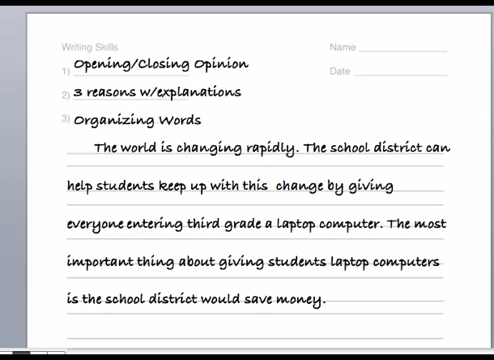 Writing Skills
Name
1) Opening/Closing Opinion
Date
2) 3 reasons w/explanations
3) Organizing Words
The world is changing rapidly. The school district can
help students keep up with this change by giving
everyone entering third grade a laptop computer. The most
important thing about giving students laptop computers
is the school district would save money.